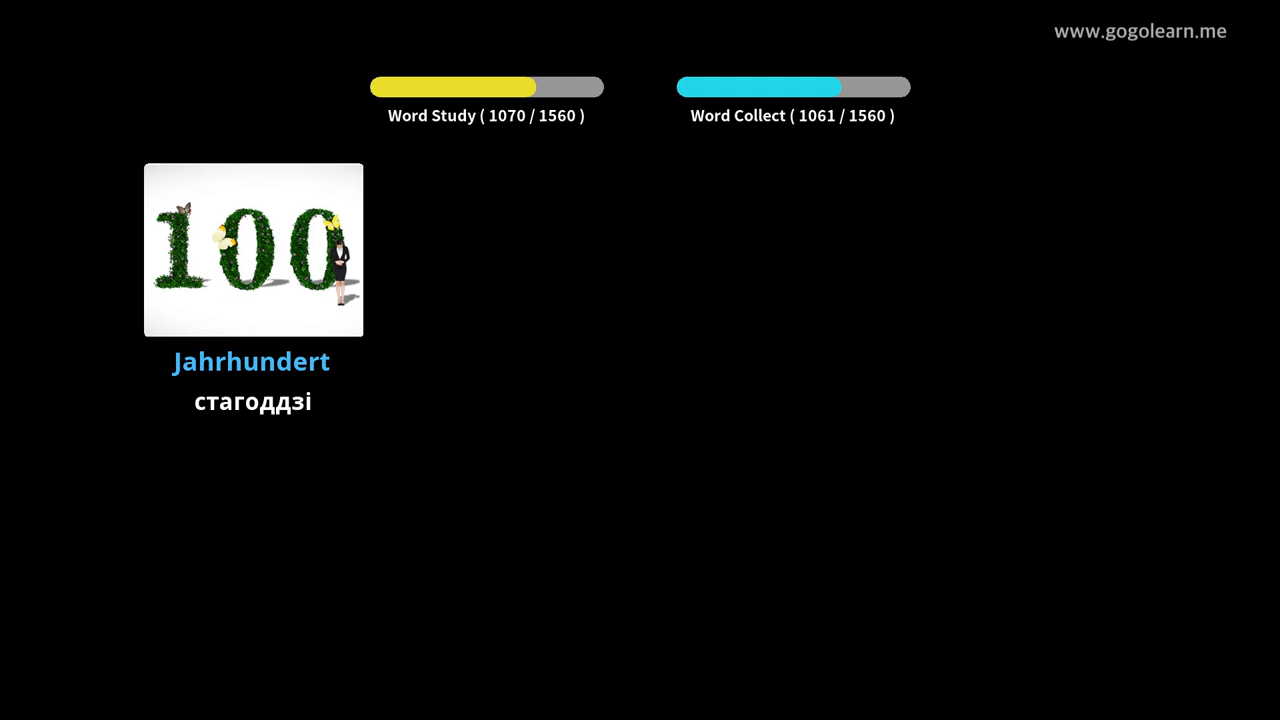 www.gogolearn.me
Word Study ( 1070 / 1560 )
Word Collect ( 1061 / 1560 )
100
Jahrhundert
стагоддзі